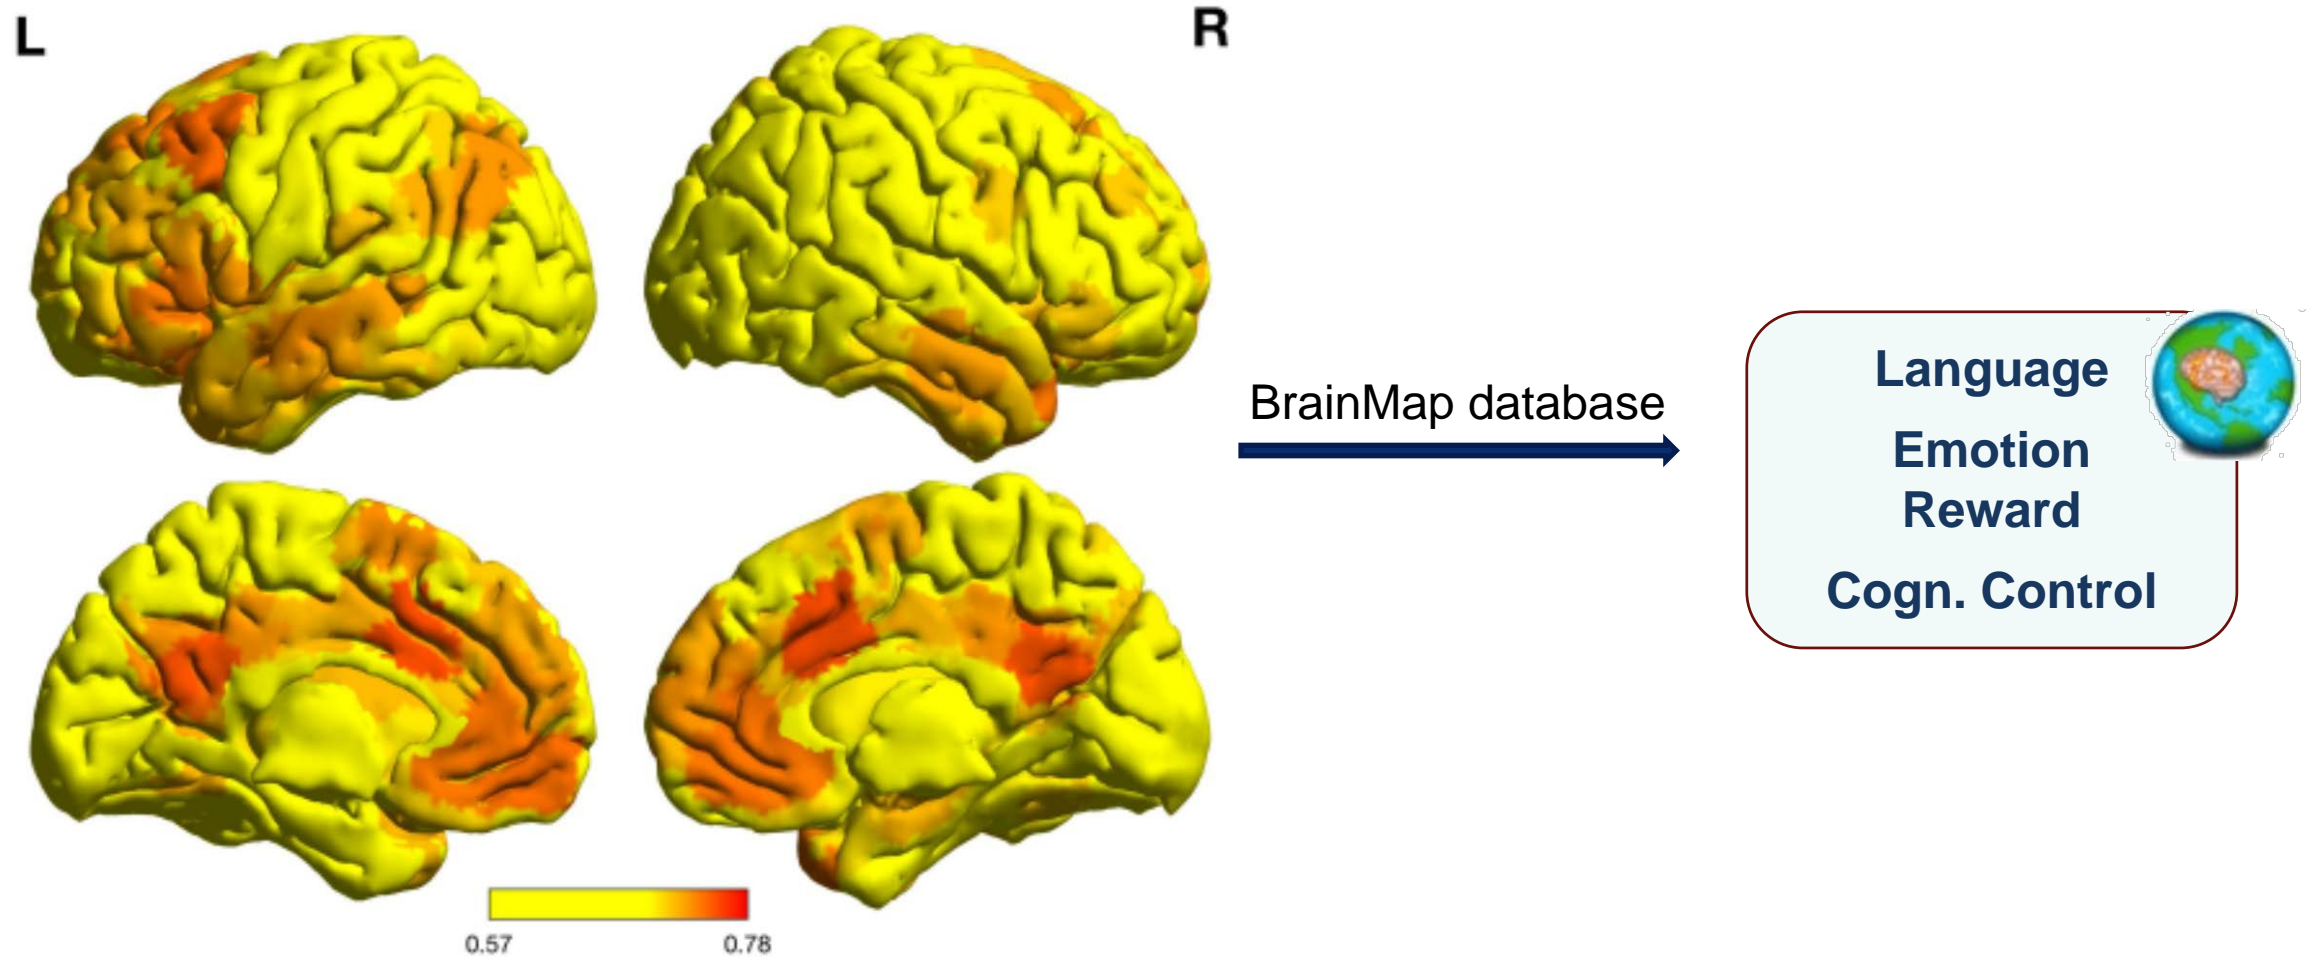 L
R
BrainMap database
Language
Emotion
Reward
Cogn. Control
0.57
0.78